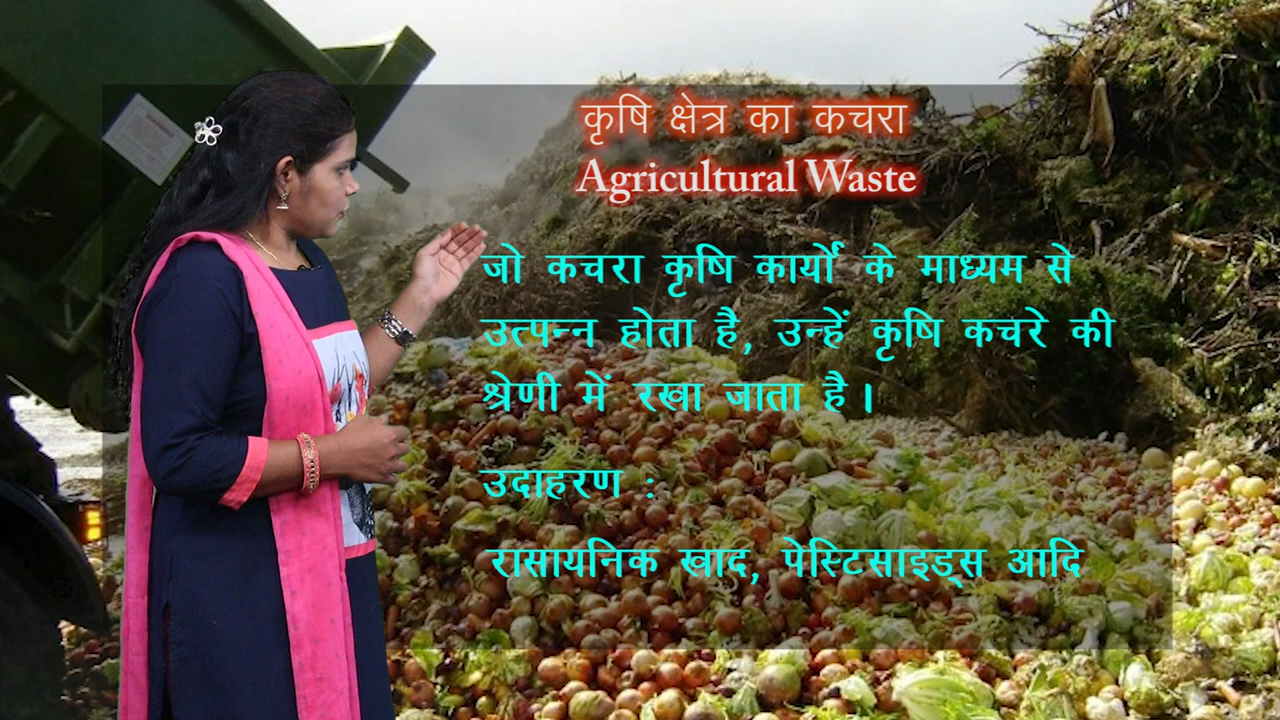 कृषि क्षेत्र का कचरा
Agricultural Waste
जो कचरा कृषि कार्यों के माध्यम से
उत्पन्न होता है, उन्हें कृषि कचरे की
श्रेणी में रखा जाता है।
उदाहरण :
रासायनिक खाद, पेस्टिसाइड्स आदि